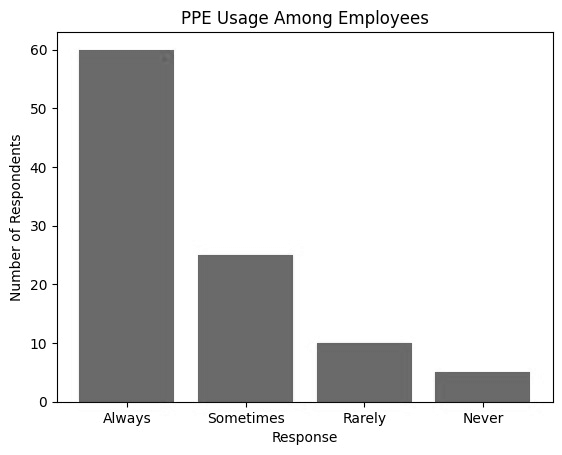 PPE Usage Among Employees
60
50
40
30
20
10
0
Number of Respondents
Always Sometimes Rarely Never
Response